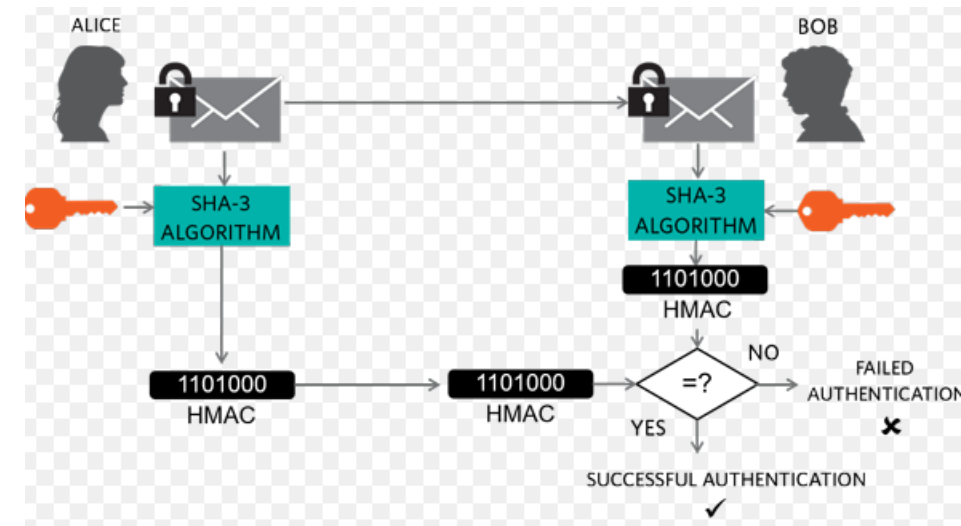 ALICE
BOB
SHA-3
ALGORITHM
SHA-3
ALGORITHM
1101000
HMAC
1101000
HMAC
1101000
HMAC
=?
NO
YES
FAILED
AUTHENTICATION
SUCCESSFUL AUTHENTICATION